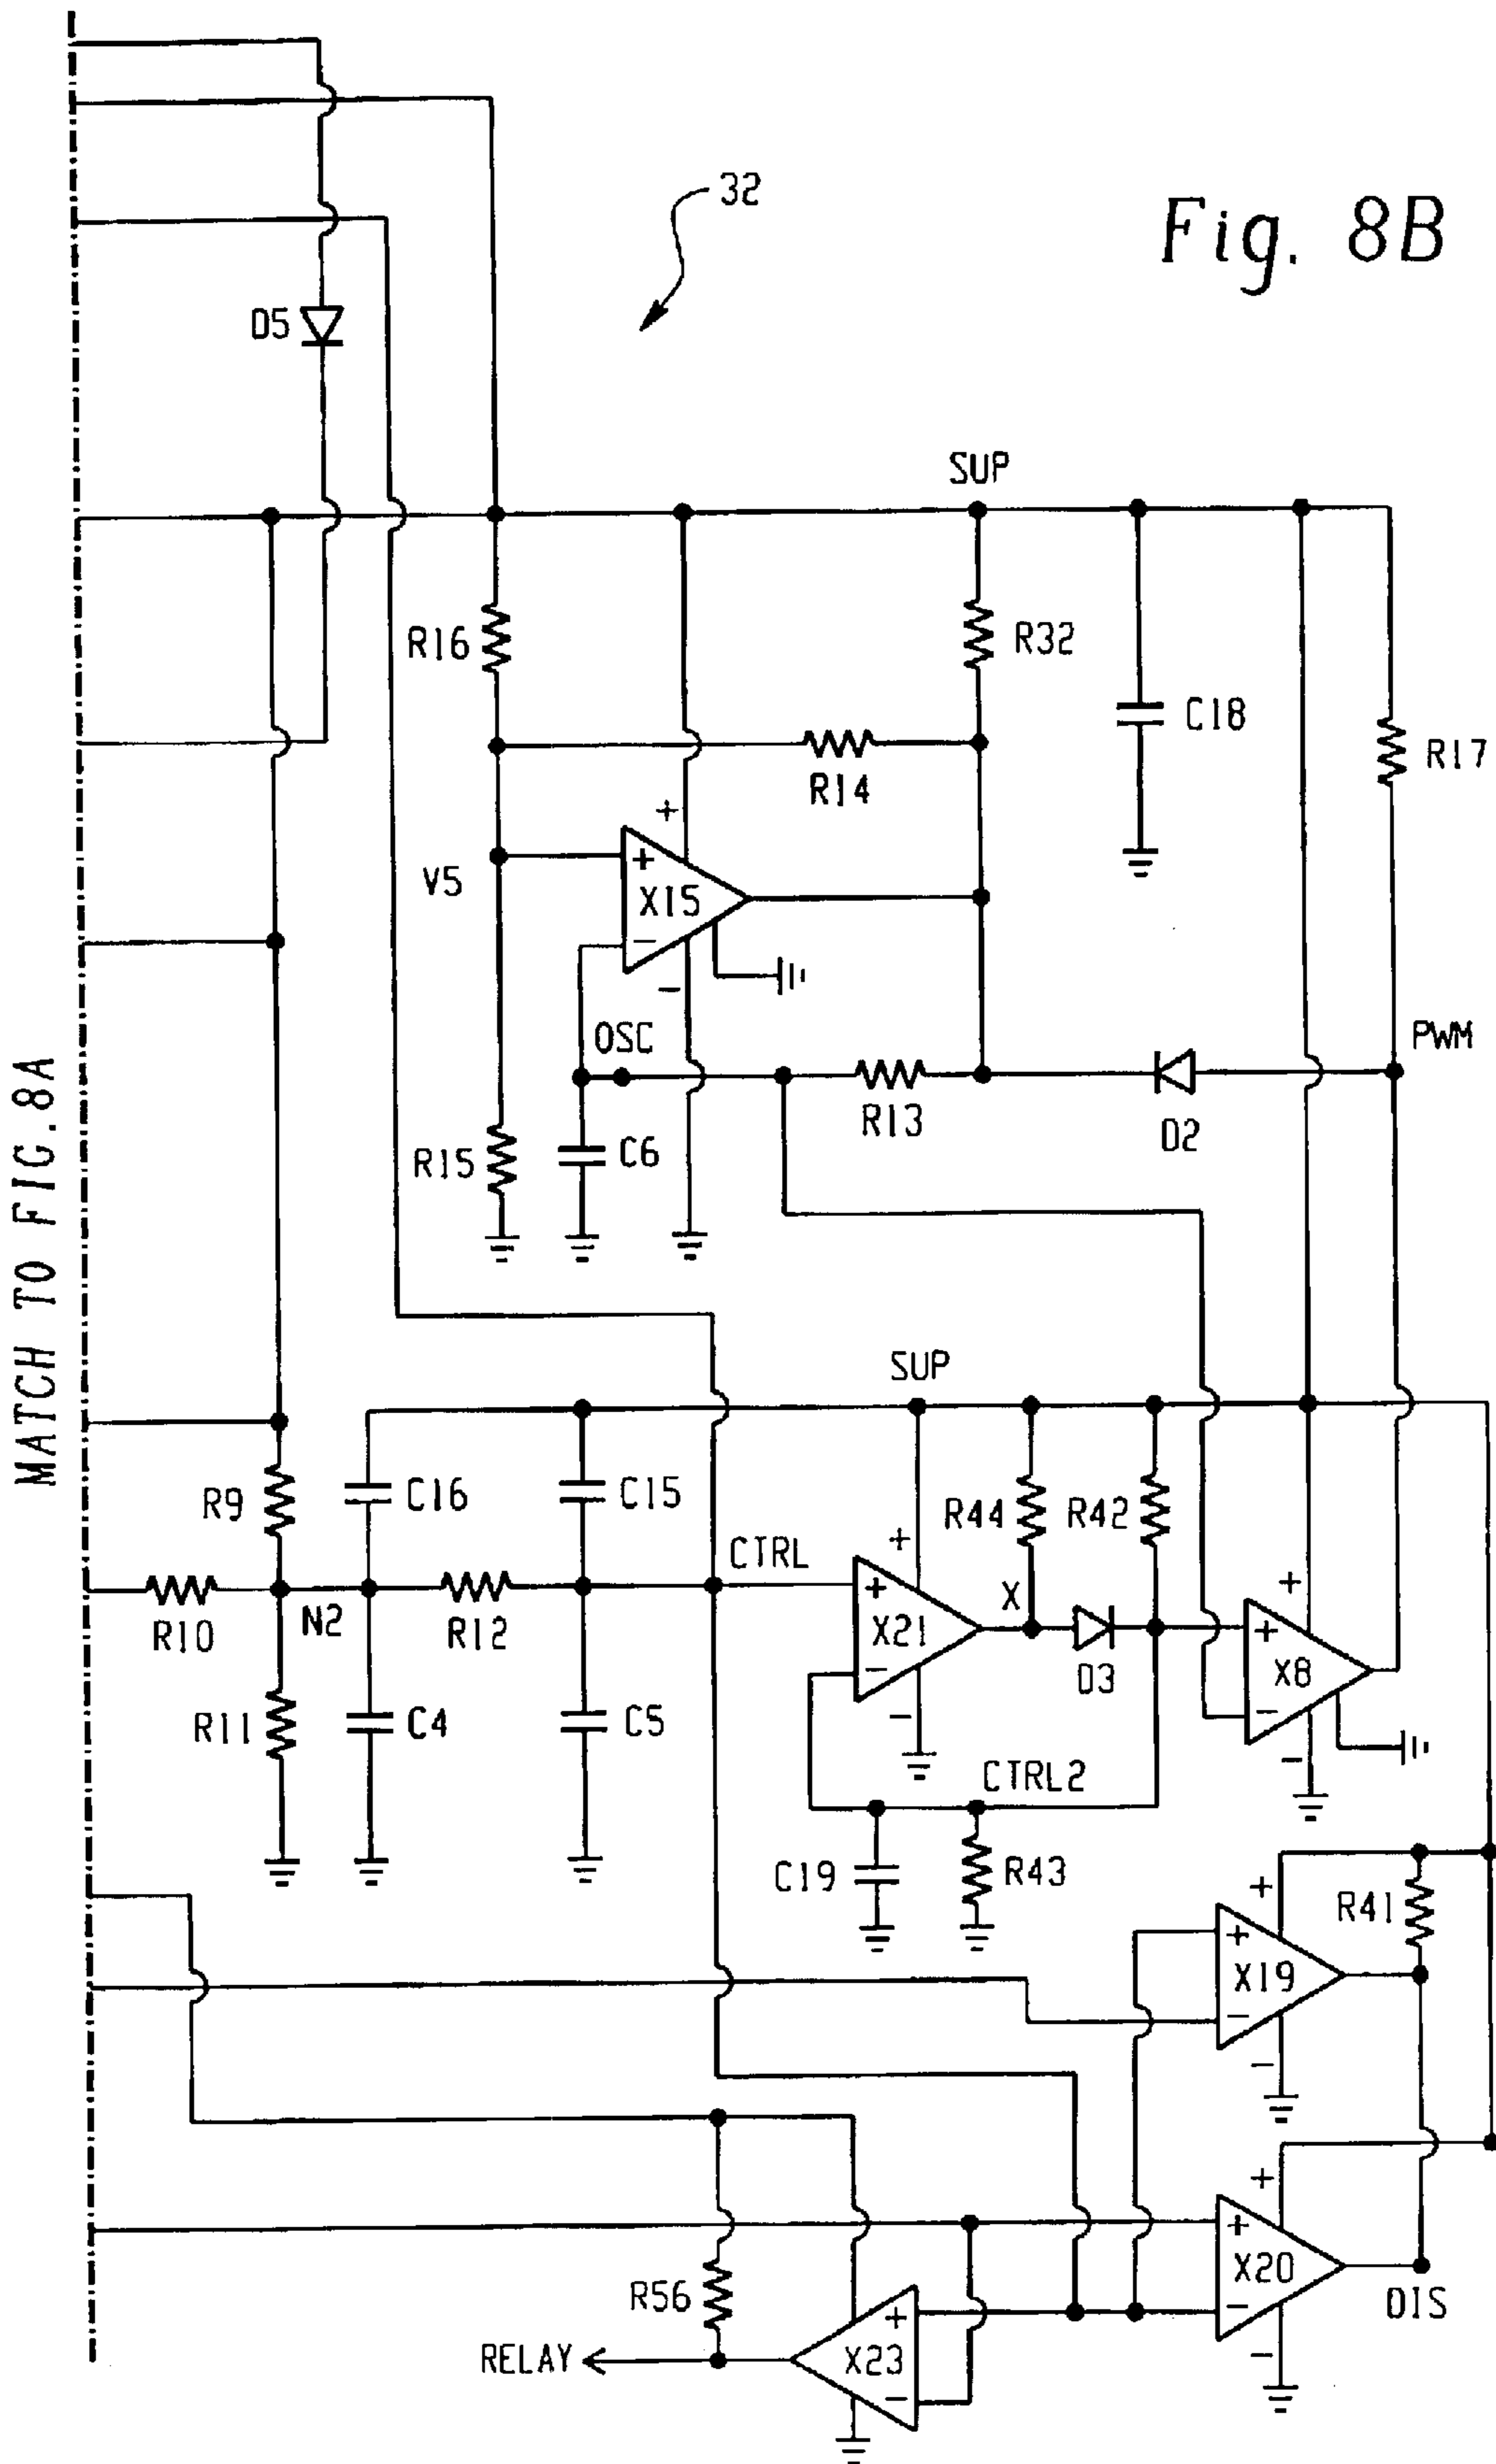 32
Fig. 8B
D5
SUP
R16
R32
C18
R17
R14
+
+
X15
−
−
V5
OSC
PWM
R13
D2
R15
C6
MATCH TO FIG.8A
SUP
R9
C16
C15
R44
R42
+
CTRL
+
X21
−
−
X
D3
+
+
X8
−
−
R10
N2
R12
R11
C4
C5
CTRL2
C19
R43
+
R41
+
X19
−
−
+
+
X20
−
−
DIS
R56
+
X23
−
RELAY